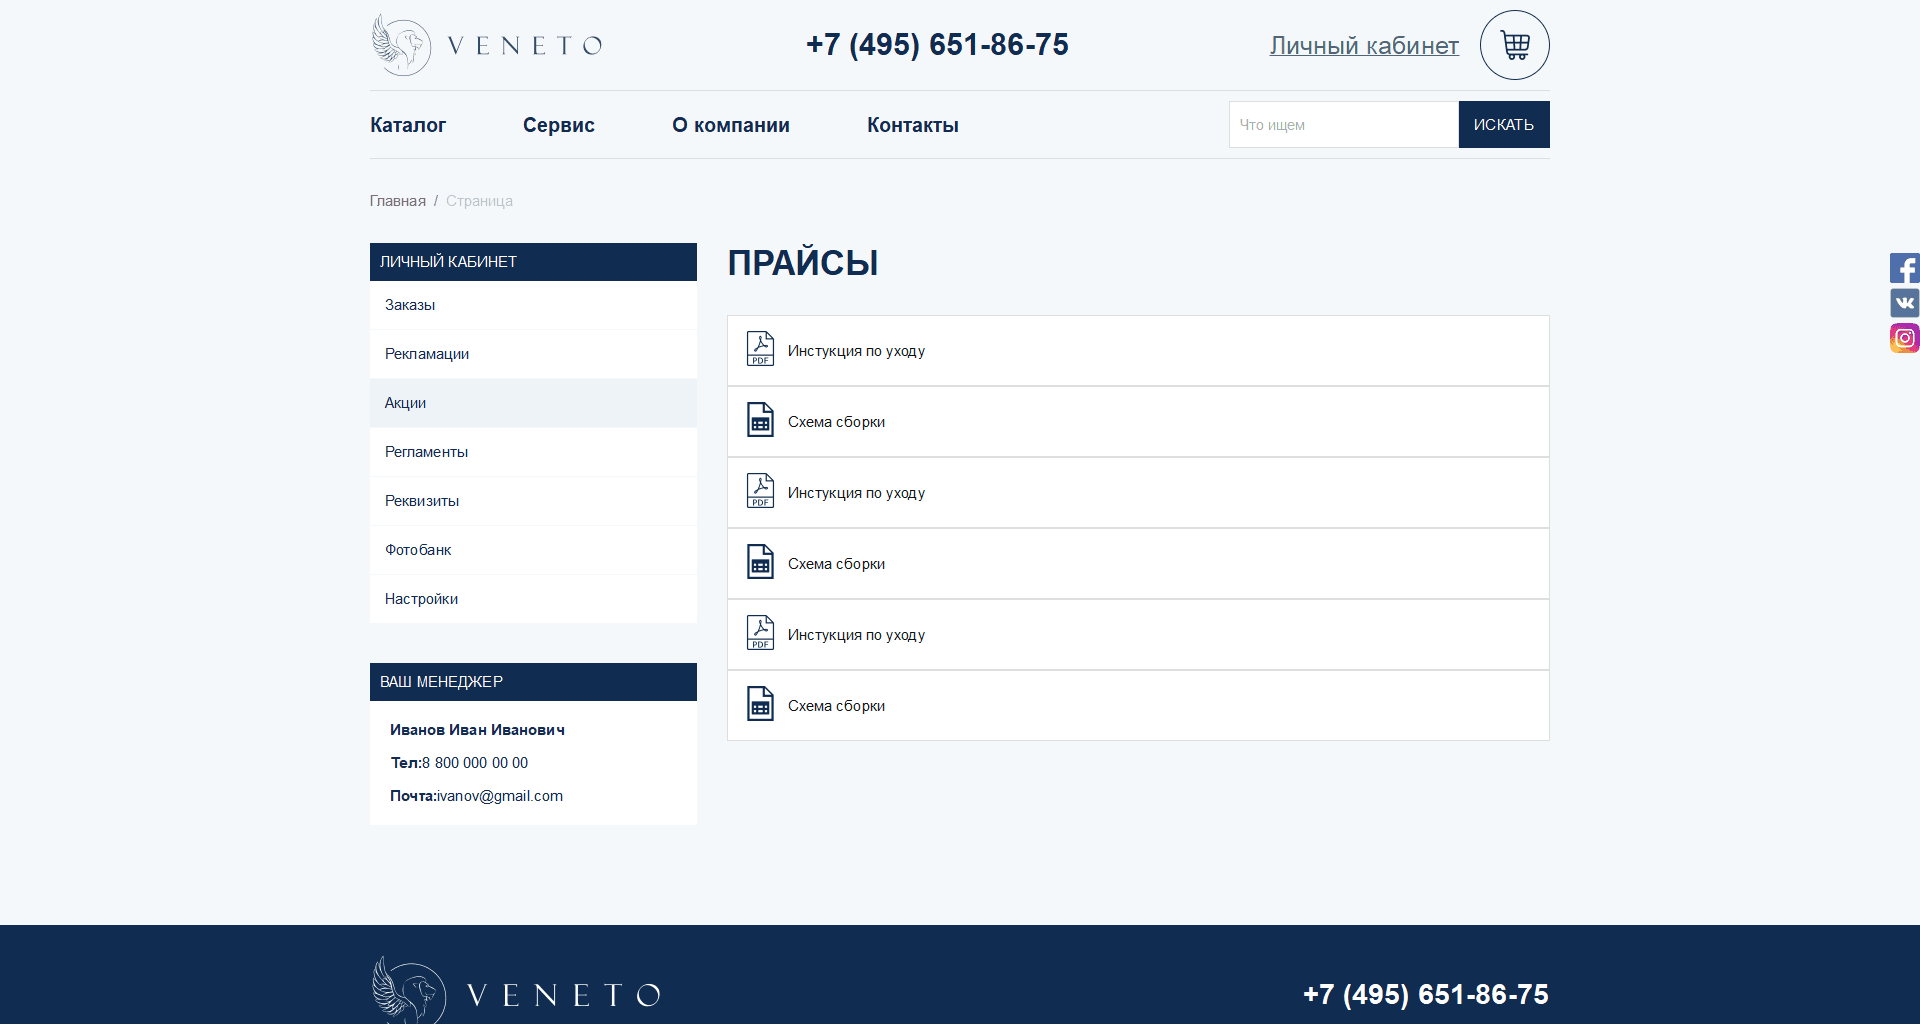 VENETO
+7 (495) 651-86-75
Личный кабинет
Каталог
Сервис
О компании
Контакты
Что ищем
ИСКАТЬ
Главная / Страница
ЛИЧНЫЙ КАБИНЕТ
Заказы
Рекламации
Акции
Регламенты
Реквизиты
Фотобанк
Настройки
ВАШ МЕНЕДЖЕР
Иванов Иван Иванович
Тел:8 800 000 00 00
Почта:ivanov@gmail.com
ПРАЙСЫ
PDF
Инстукция по уходу
Схема сборки
PDF
Инстукция по уходу
Схема сборки
PDF
Инстукция по уходу
Схема сборки
VENETO
+7 (495) 651-86-75